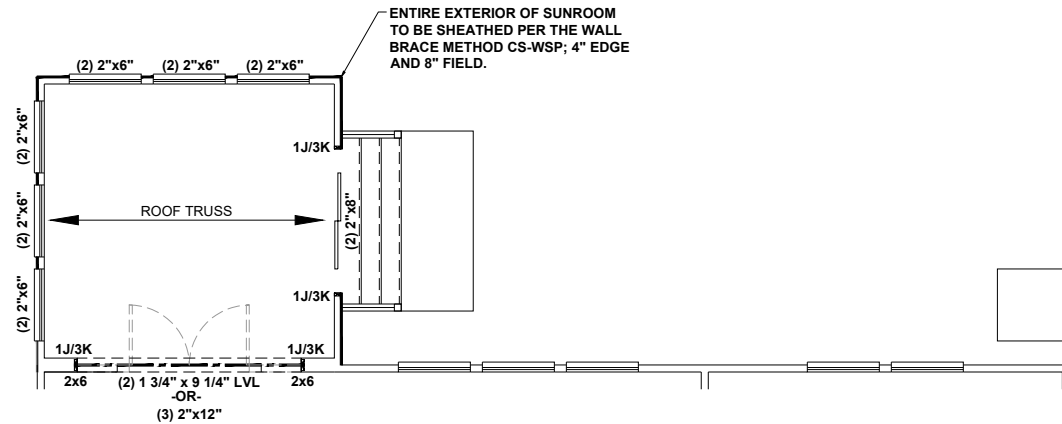 ENTIRE EXTERIOR OF SUNROOM
TO BE SHEATHED PER THE WALL
BRACE METHOD CS-WSP; 4" EDGE
AND 8" FIELD.
(2) 2"x6"
(2) 2"x6"
(2) 2"x6"
(2) 2"x6"
(2) 2"x6"
(2) 2"x6"
1J/3K
ROOF TRUSS
(2) 2"x8"
1J/3K
1J/3K
1J/3K
2x6
(2) 1 3/4" x 9 1/4" LVL
2x6
-OR-
(3) 2"x12"